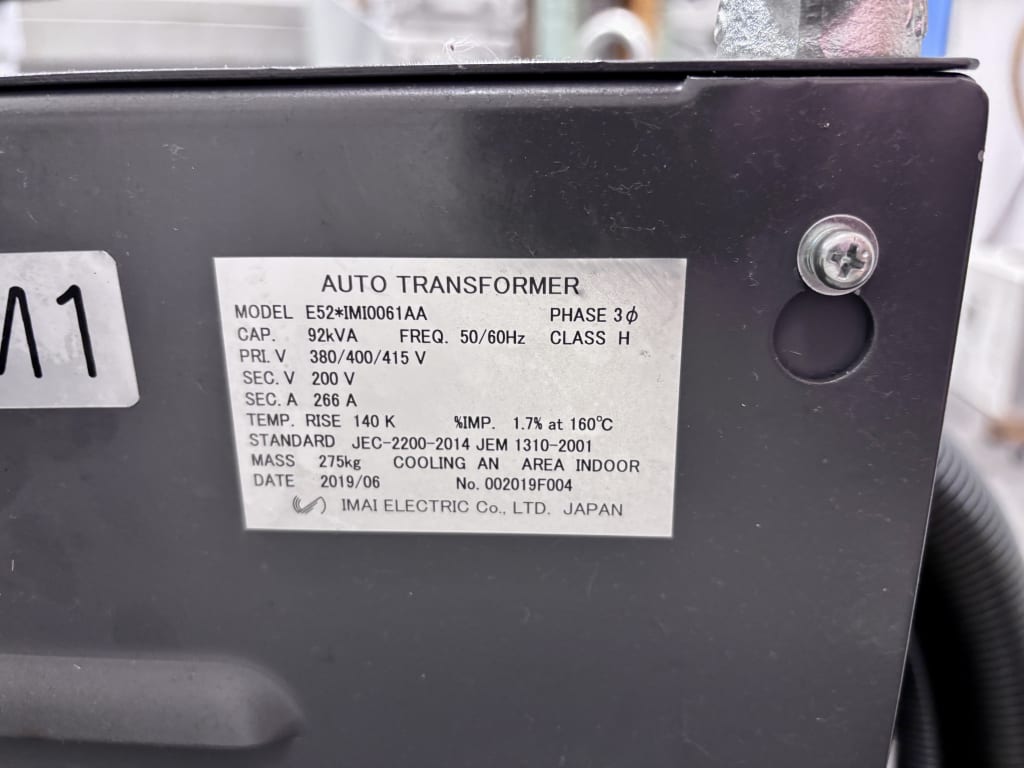 AUTO TRANSFORMER
MODEL E52*IMI0061AA PHASE 3ϕ
CAP. 92kVA FREQ. 50/60Hz CLASS H
PRI. V 380/400/415 V
SEC. V 200 V
SEC. A 266 A
TEMP. RISE 140 K %IMP. 1.7% at 160℃
STANDARD JEC-2200-2014 JEM 1310-2001
MASS 275kg COOLING AN AREA INDOOR
DATE 2019/06 No. 002019F004
IMAI ELECTRIC Co., LTD. JAPAN